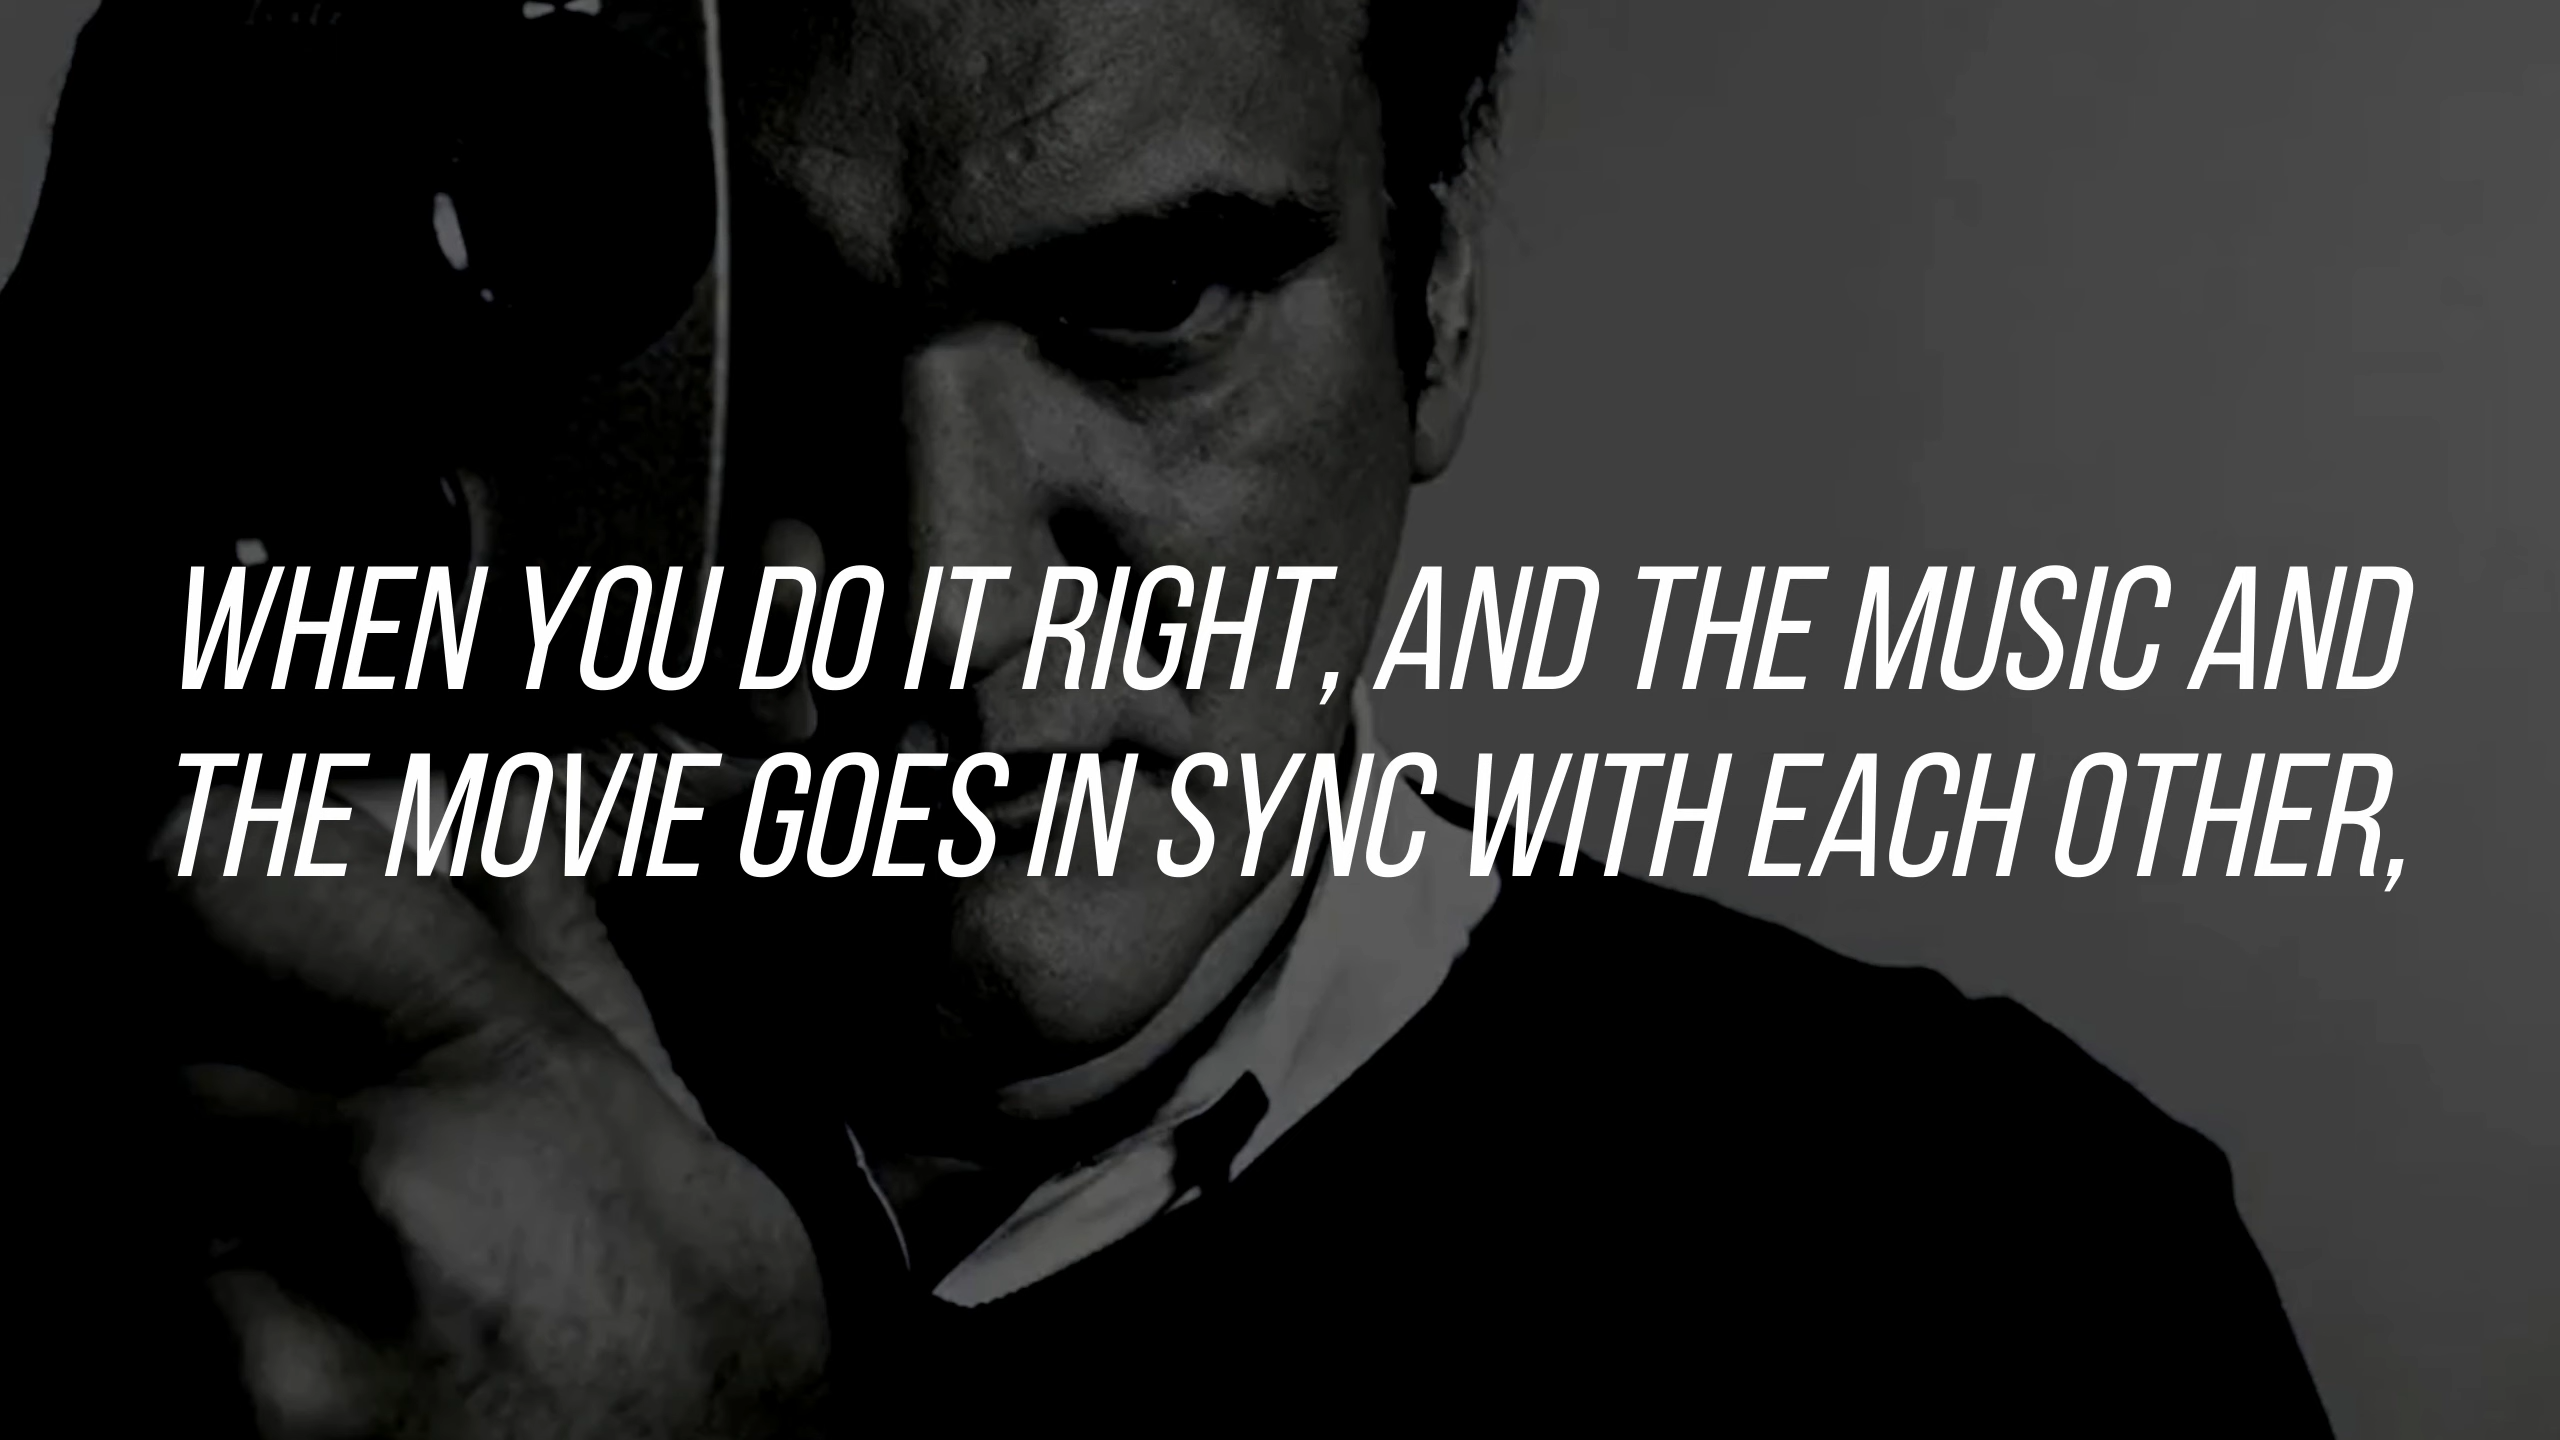 WHEN YOU DO IT RIGHT, AND THE MUSIC AND
THE MOVIE GOES IN SYNC WITH EACH OTHER,